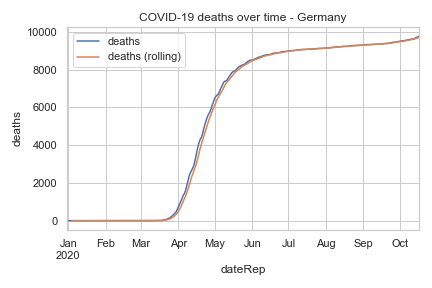 COVID-19 deaths over time - Germany
10000
8000
6000
4000
2000
0
deaths
deaths
deaths (rolling)
Jan Feb Mar Apr May Jun Jul Aug Sep Oct
2020
dateRep